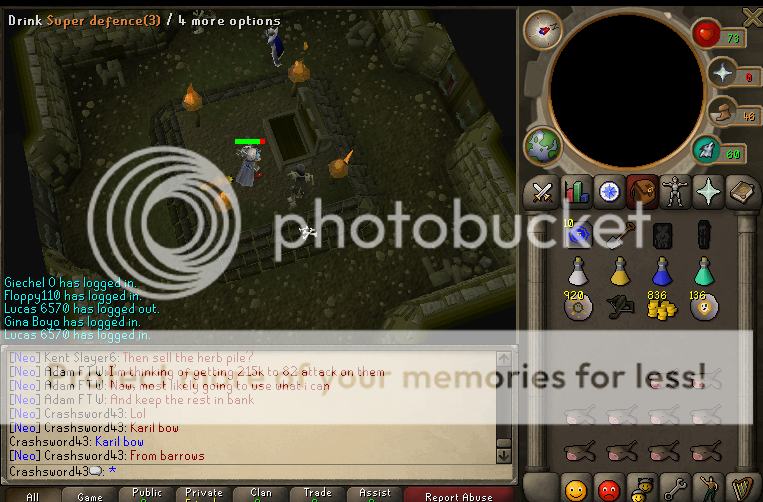 Drink Super defence(3) / 4 more options
73
0
46
60
photobucket
10
920
836
136
Giechel 0 has logged in.
Floppy110 has logged in.
Lucas 6570 has logged out.
Gina Boyo has logged in.
Lucas 6570 has logged in.
[Neo] Kent Slayer6: Then sell the herb pile?
[Neo] Adam F T W: I'm thinking of getting 215k to 82 attack on them
of your memories for less!
[Neo] Adam F T W: Naw, most likely going to use what i cap
[Neo] Adam F T W: And keep the rest in bank
[Neo] Crashsword43: Lol
[Neo] Crashsword43: Karil bow
Crashsword43: Karil bow
[Neo] Crashsword43: From barrows
Crashsword43: *
All
Game
Public
Private
Clan
Trade
Assist
Report Abuse